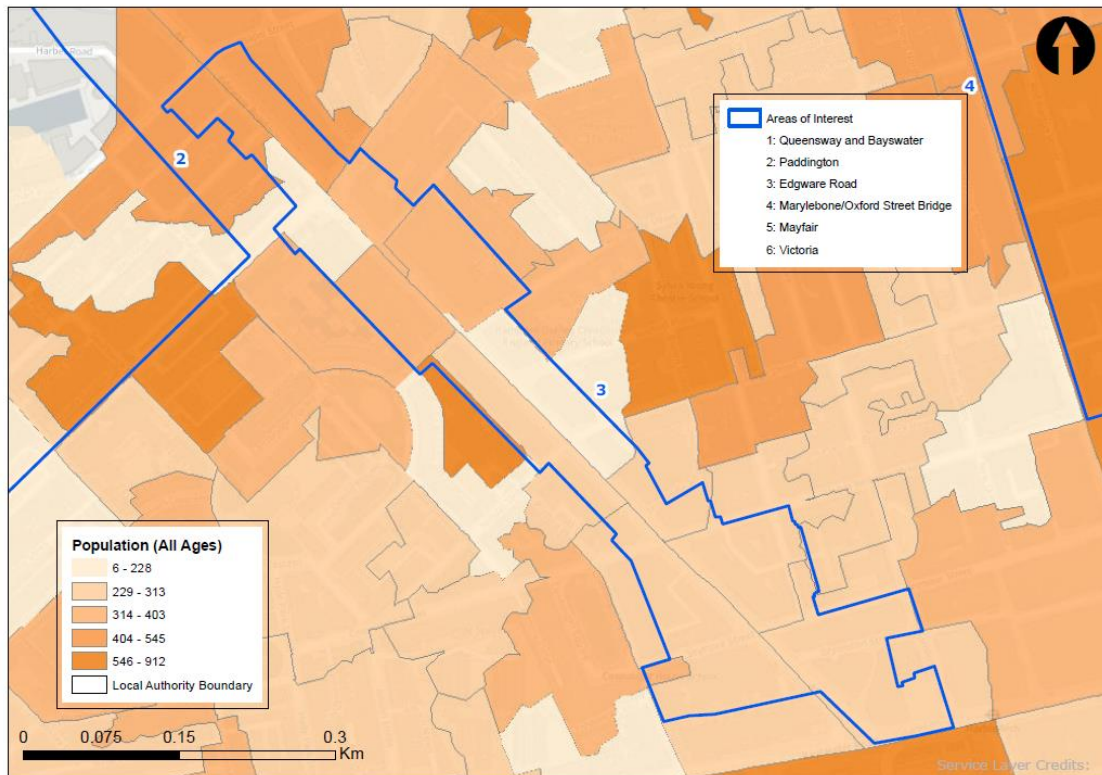 Harbet Road
4
Areas of Interest
1: Queensway and Bayswater
2: Paddington
3: Edgware Road
4: Marylebone/Oxford Street Bridge
5: Mayfair
6: Victoria
2
3
Population (All Ages)
6 - 228
229 - 313
314 - 403
404 - 545
546 - 912
Local Authority Boundary
0 0.075 0.15 0.3
Km
Service Layer Credits: